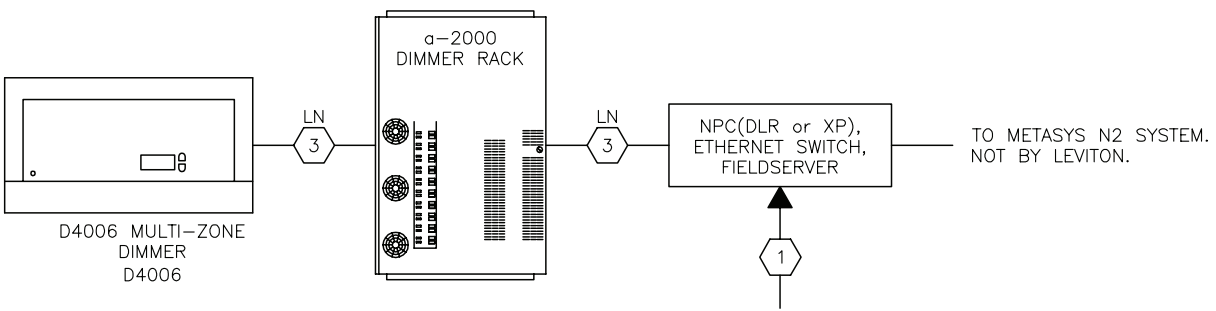 a-2000
DIMMER RACK
LN
3
LN
3
NPC(DLR or XP),
ETHERNET SWITCH,
FIELDSERVER
TO METASYS N2 SYSTEM.
NOT BY LEVITON.
D4006 MULTI-ZONE
DIMMER
D4006
1